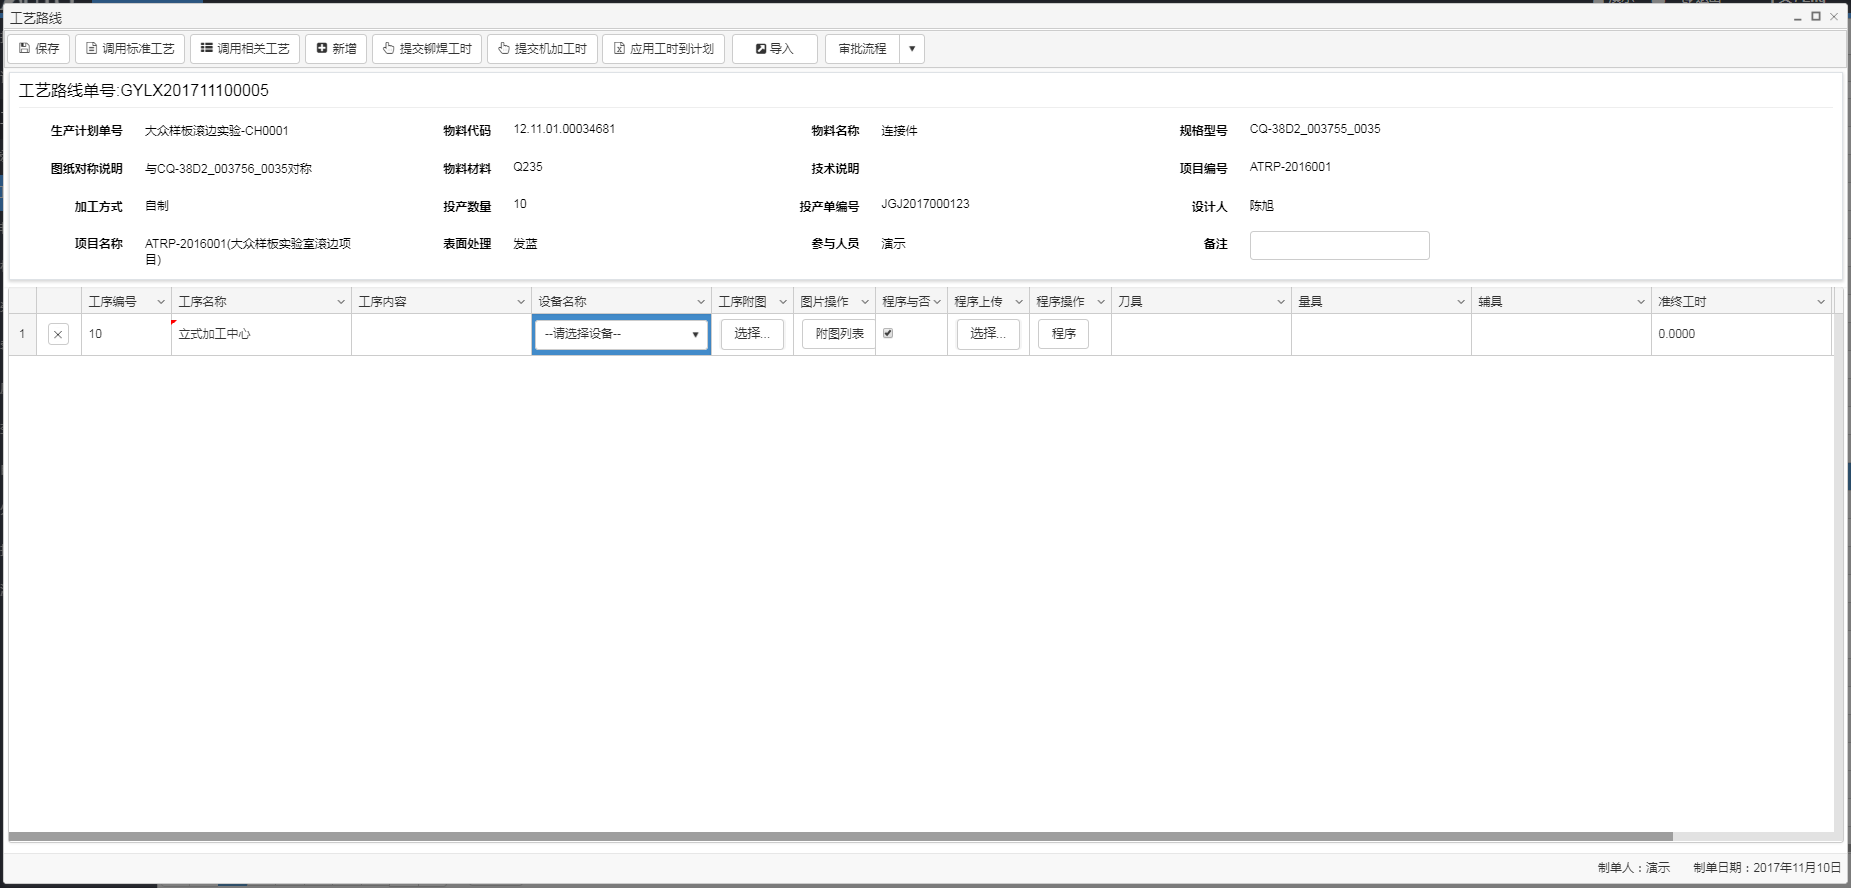 工艺路线
保存 调用标准工艺 调用相关工艺 新增 提交铆焊工时 提交机加工时 应用工时到计划 导入 审批流程
工艺路线单号:GYLX201711100005
生产计划单号 大众样板滚边实验-CH0001 物料代码 12.11.01.00034681 物料名称 连接件 规格型号 CQ-38D2_003755_0035
图纸对称说明 与CQ-38D2_003756_0035对称 物料材料 Q235 技术说明 项目编号 ATRP-2016001
加工方式 自制 投产数量 10 投产单编号 JGJ2017000123 设计人 陈旭
项目名称 ATRP-2016001(大众样板实验室滚边项
目) 表面处理 发蓝 参与人员 演示 备注
工序编号 工序名称 工序内容 设备名称 工序附图 图片操作 程序与否 程序上传 程序操作 刀具 量具 辅具 准终工时
1 10 立式加工中心 --请选择设备-- 选择... 附图列表 选择... 程序 0.0000
制单人：演示 制单日期：2017年11月10日